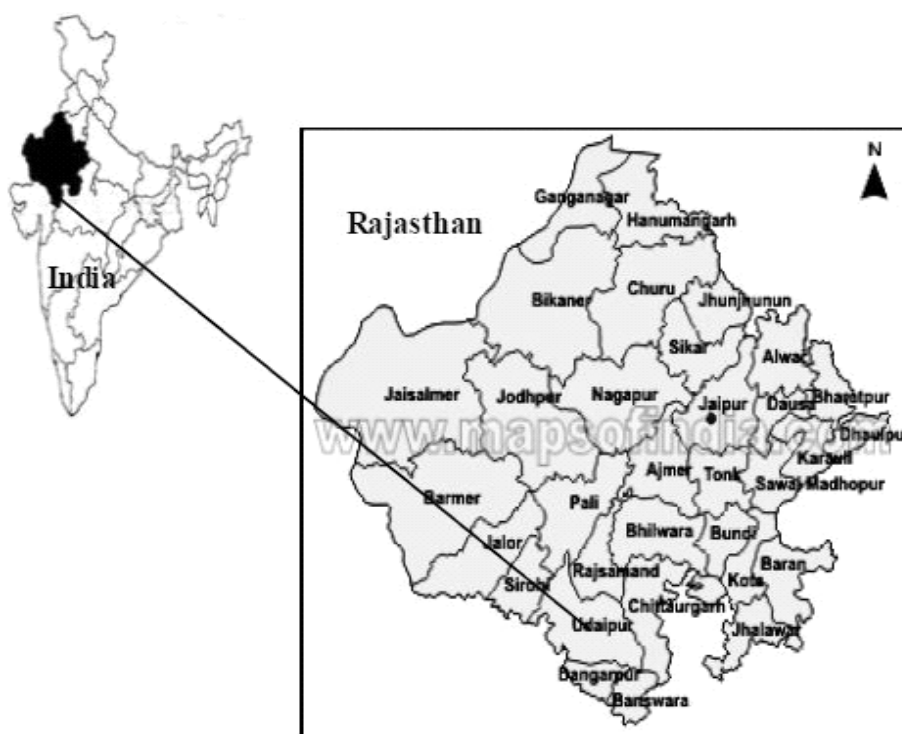 India
Rajasthan
N
Ganganagar
Hanumangarh
Bikaner
Churu
Jhunjhunun
Sikar
Alwar
Jaisalmer
Jodhper
Nagapur
Jaipur
Dausa
Bharatpur
www.mapsofindia.com
Dhaulpu
Karauli
Ajmer
Tonk
Sawai Madhopur
Barmer
Pali
Bhilwara
Bundi
Jalor
Baran
Sirohi
Rajsamand
Kota
Chittaurgarh
Udaipur
Jhalawar
Dangarpur
Banswara